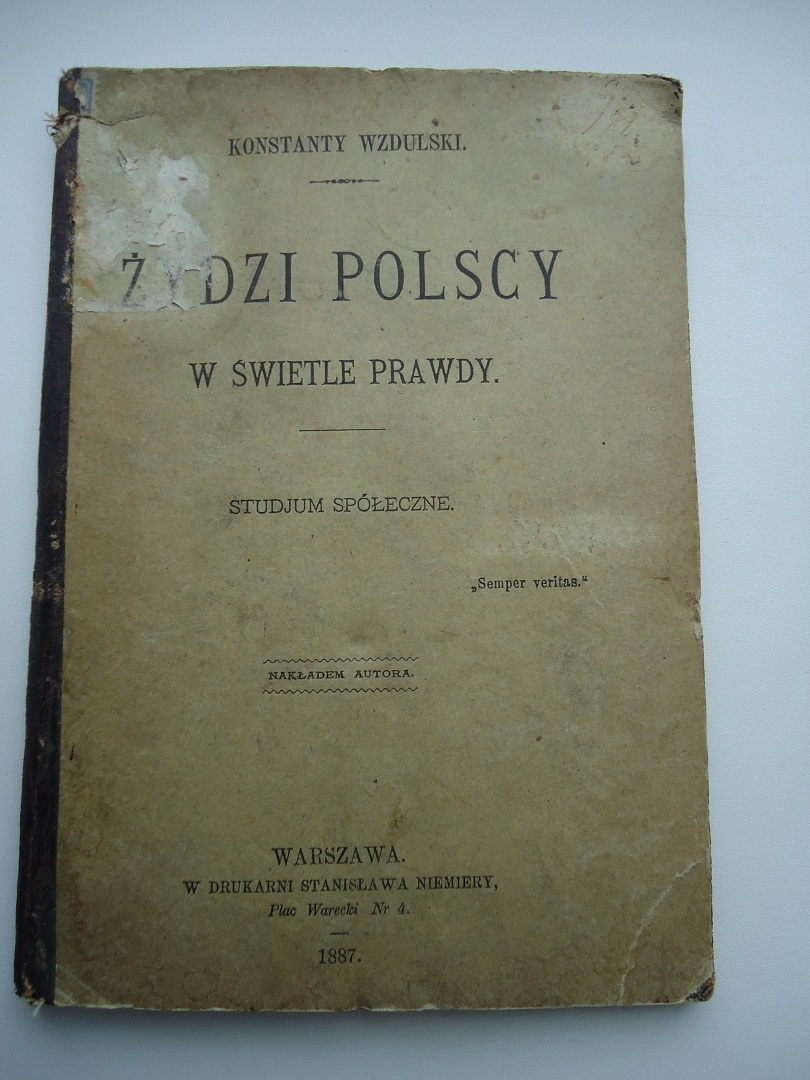 KONSTANTY WZDULSKI.
ŻYDZI POLSCY
W ŚWIETLE PRAWDY.
STUDJUM SPÓŁECZNE.
„Semper veritas.“
NAKŁADEM AUTORA.
WARSZAWA.
W DRUKARNI STANISŁAWA NIEMIERY,
Plac Warecki Nr 4.
1887.